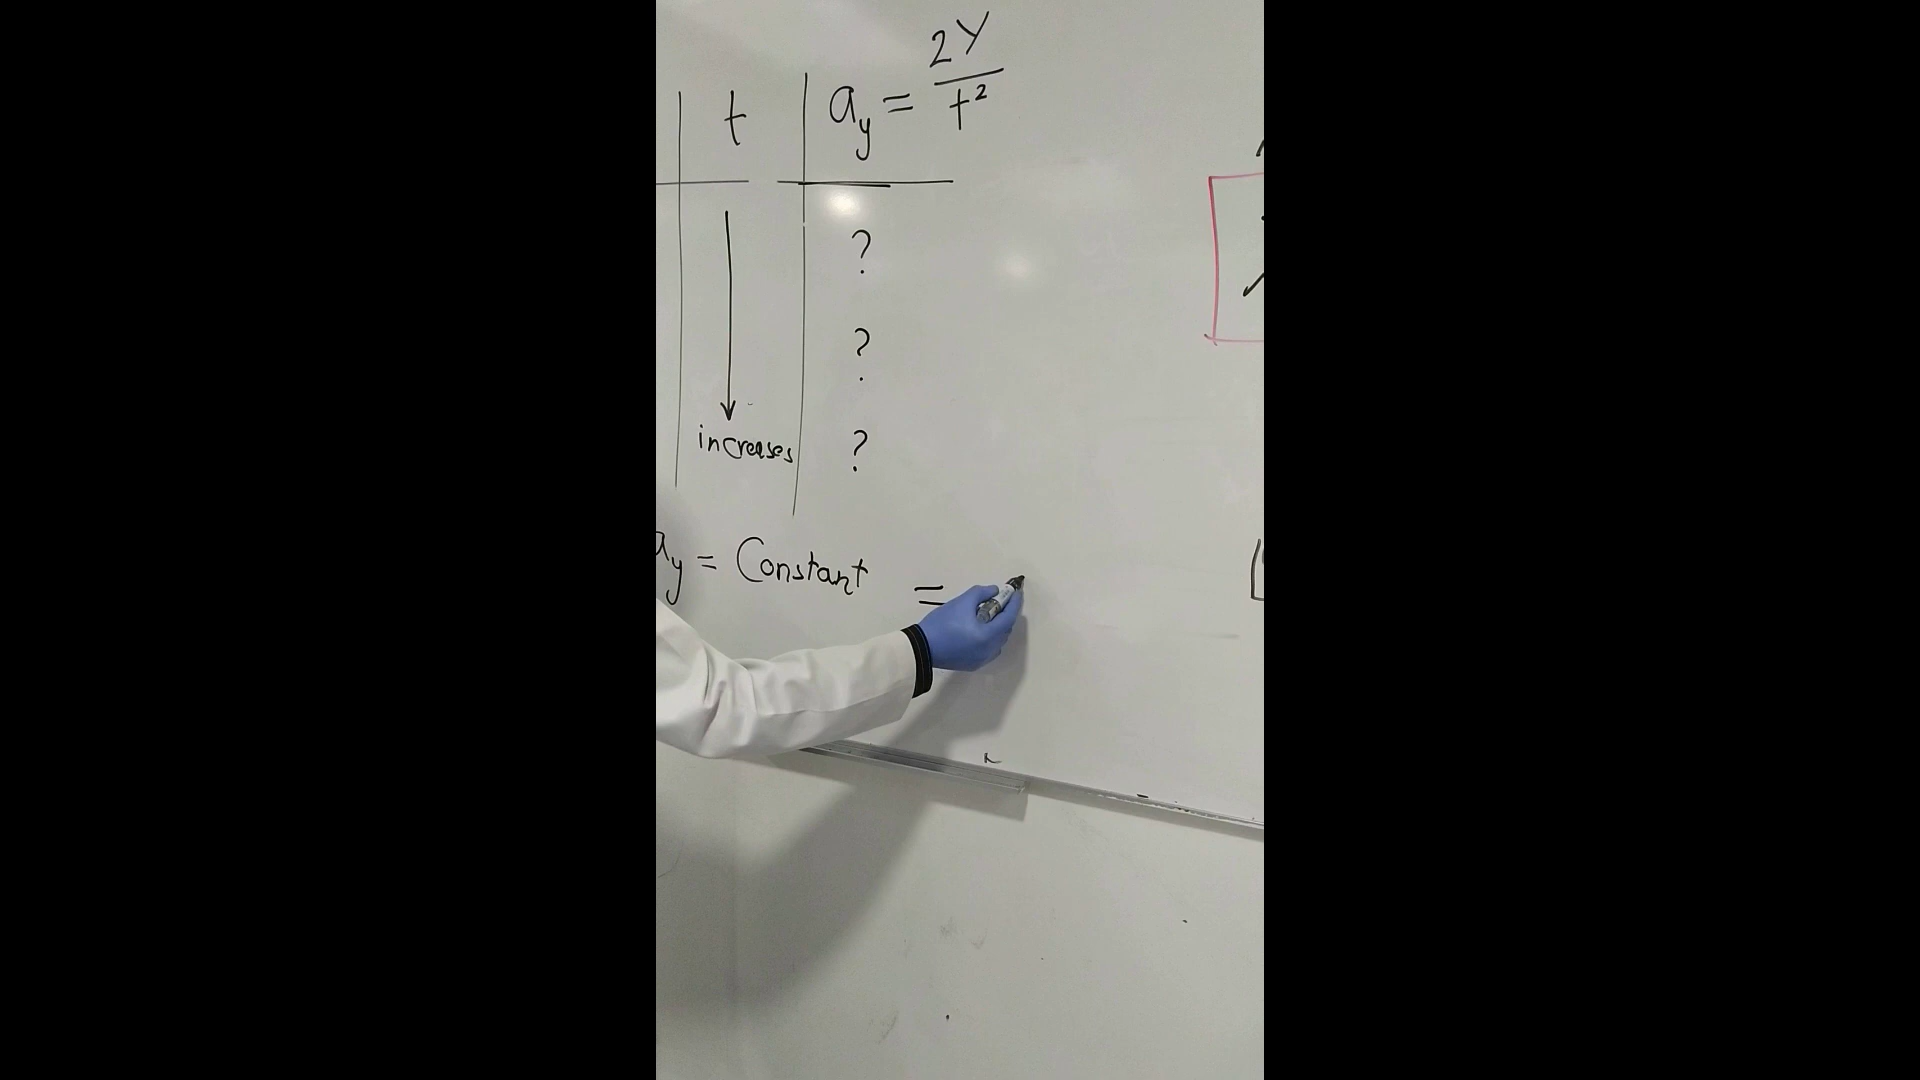 t | a_y = 2Y/t²
?
?
increases ?
a_y = Constant =